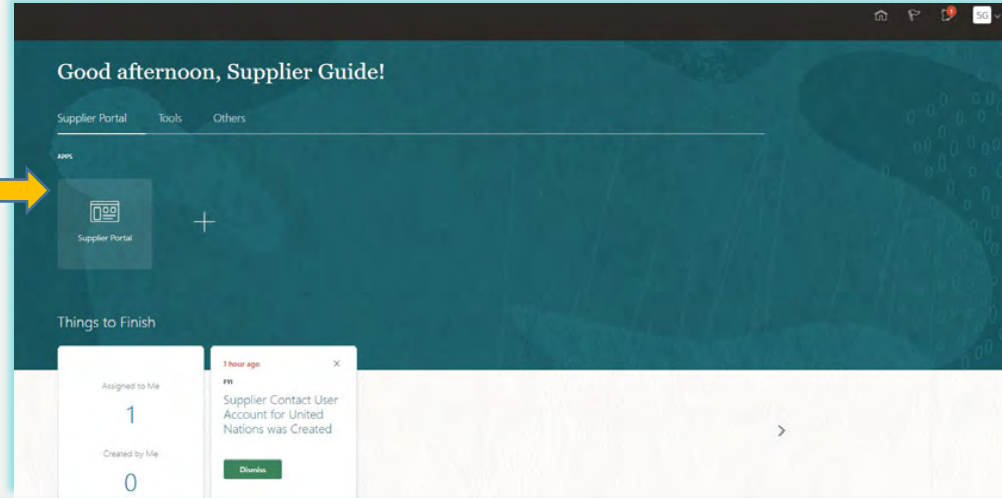 SG
Good afternoon, Supplier Guide!
Supplier Portal Tools Others
APPS
Supplier Portal
Things to Finish
Assigned to Me
1
Created by Me
0
1 hour ago
FYI
Supplier Contact User
Account for United
Nations was Created
Dismiss